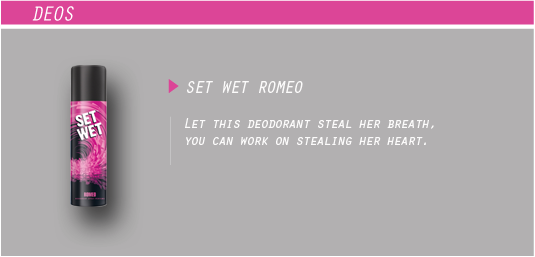 DEOS
SET WET ROMEO
LET THIS DEODORANT STEAL HER BREATH,
YOU CAN WORK ON STEALING HER HEART.
SET
WET
ROMEO